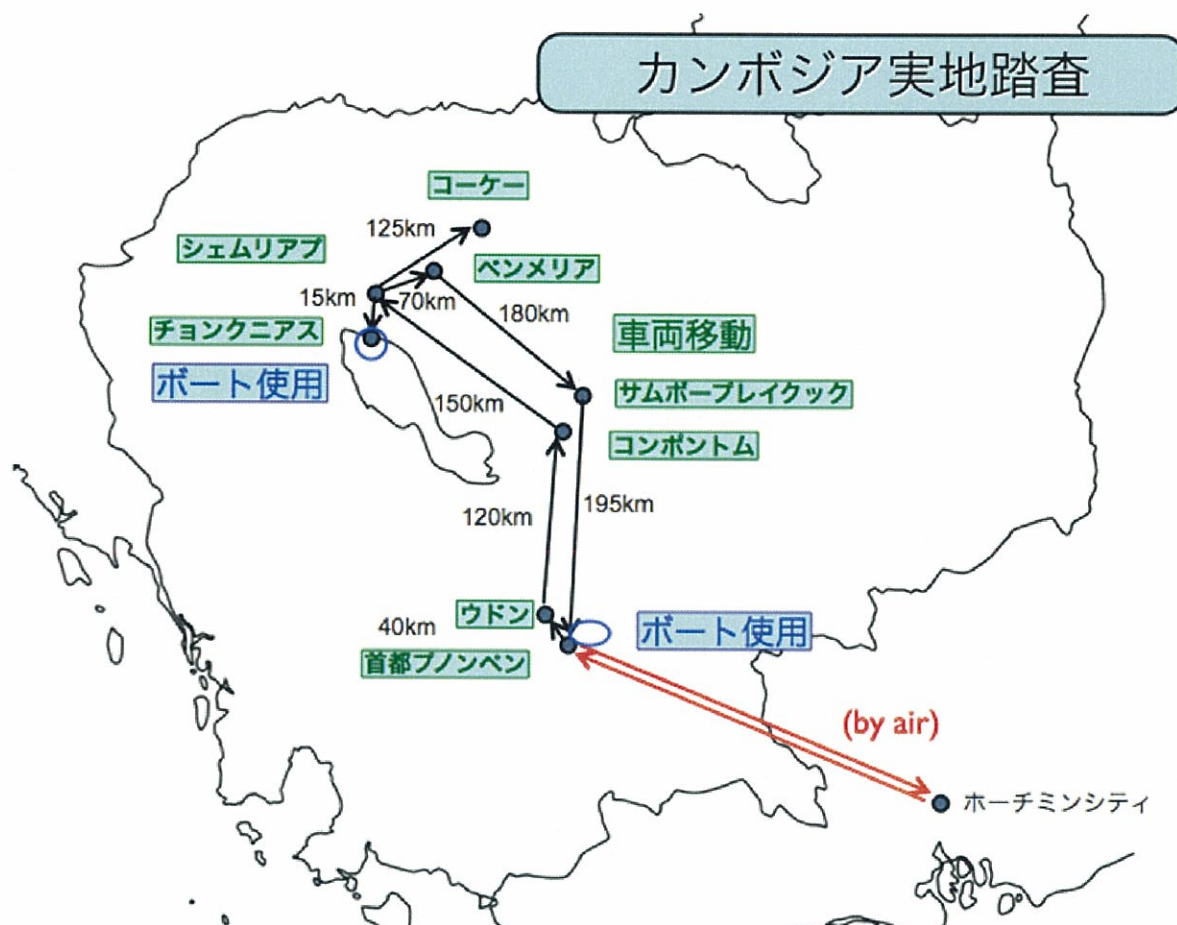 カンボジア実地踏査
コーケー
125km
シェムリアプ
ベンメリア
15km
70km
180km
チョンクニアス
車両移動
ボート使用
サムボープレイクック
150km
コンポントム
120km
195km
ウドン
ボート使用
40km
首都プノンペン
(by air)
ホーチミンシティ